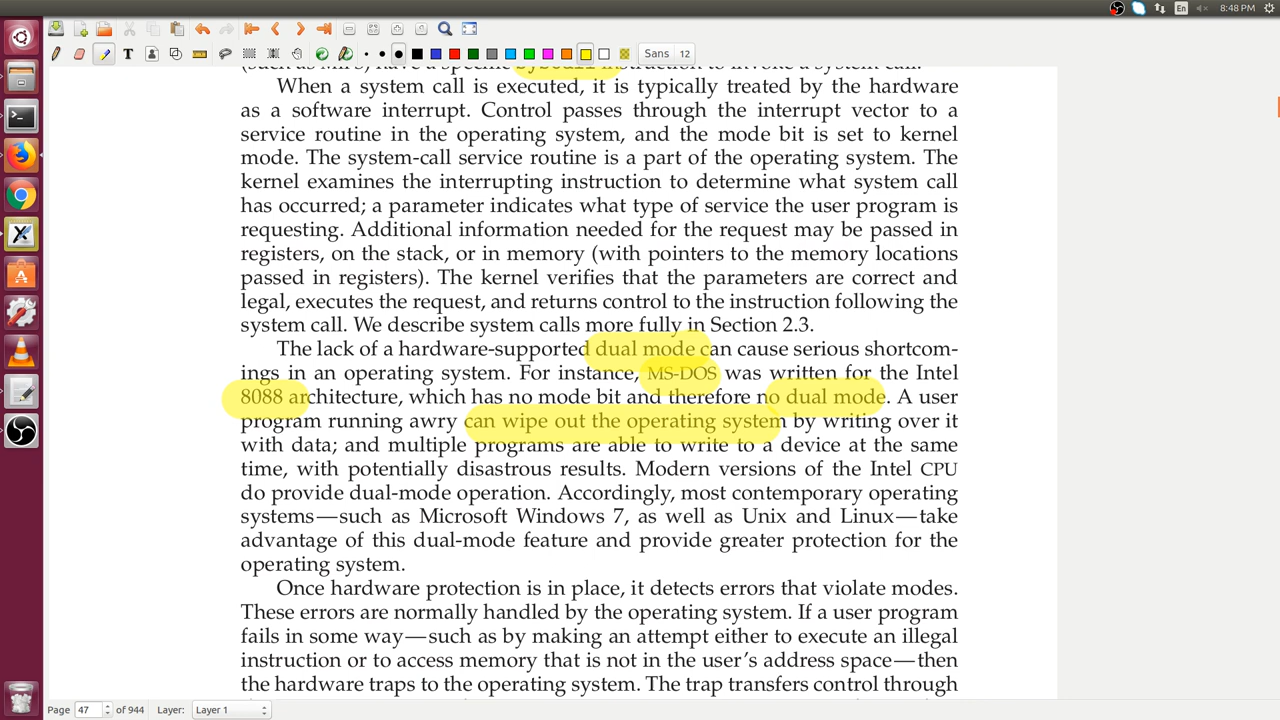 En
8:48 PM
Sans 12
When a system call is executed, it is typically treated by the hardware
as a software interrupt. Control passes through the interrupt vector to a
service routine in the operating system, and the mode bit is set to kernel
mode. The system-call service routine is a part of the operating system. The
kernel examines the interrupting instruction to determine what system call
has occurred; a parameter indicates what type of service the user program is
requesting. Additional information needed for the request may be passed in
registers, on the stack, or in memory (with pointers to the memory locations
passed in registers). The kernel verifies that the parameters are correct and
legal, executes the request, and returns control to the instruction following the
system call. We describe system calls more fully in Section 2.3.
The lack of a hardware-supported dual mode can cause serious shortcom-
ings in an operating system. For instance, MS-DOS was written for the Intel
8088 architecture, which has no mode bit and therefore no dual mode. A user
program running awry can wipe out the operating system by writing over it
with data; and multiple programs are able to write to a device at the same
time, with potentially disastrous results. Modern versions of the Intel CPU
do provide dual-mode operation. Accordingly, most contemporary operating
systems—such as Microsoft Windows 7, as well as Unix and Linux—take
advantage of this dual-mode feature and provide greater protection for the
operating system.
Once hardware protection is in place, it detects errors that violate modes.
These errors are normally handled by the operating system. If a user program
fails in some way—such as by making an attempt either to execute an illegal
instruction or to access memory that is not in the user's address space—then
the hardware traps to the operating system. The trap transfers control through
Page 47 of 944 Layer: Layer 1